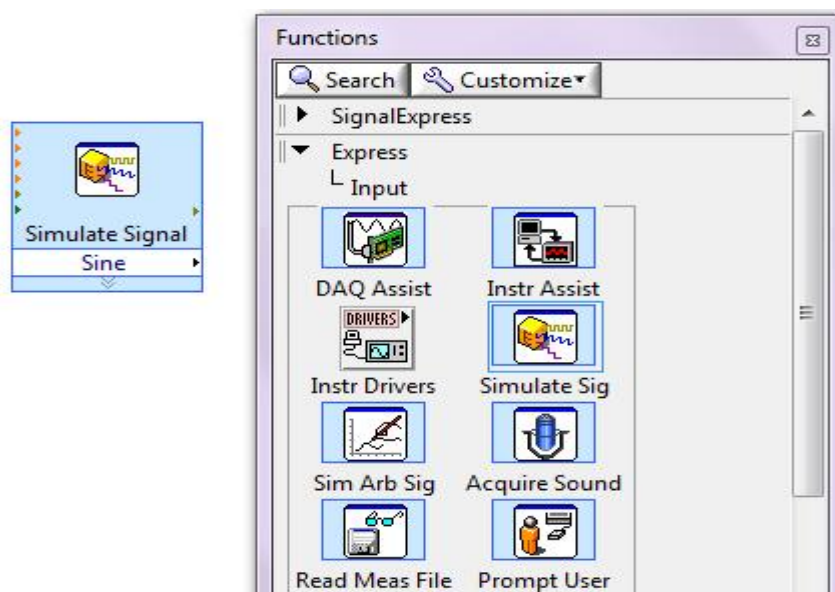 Simulate Signal
Sine
Functions
Search Customize
SignalExpress
Express
Input
DAQ Assist Instr Assist
DRIVERS
Instr Drivers Simulate Sig
Sim Arb Sig Acquire Sound
Read Meas File Prompt User